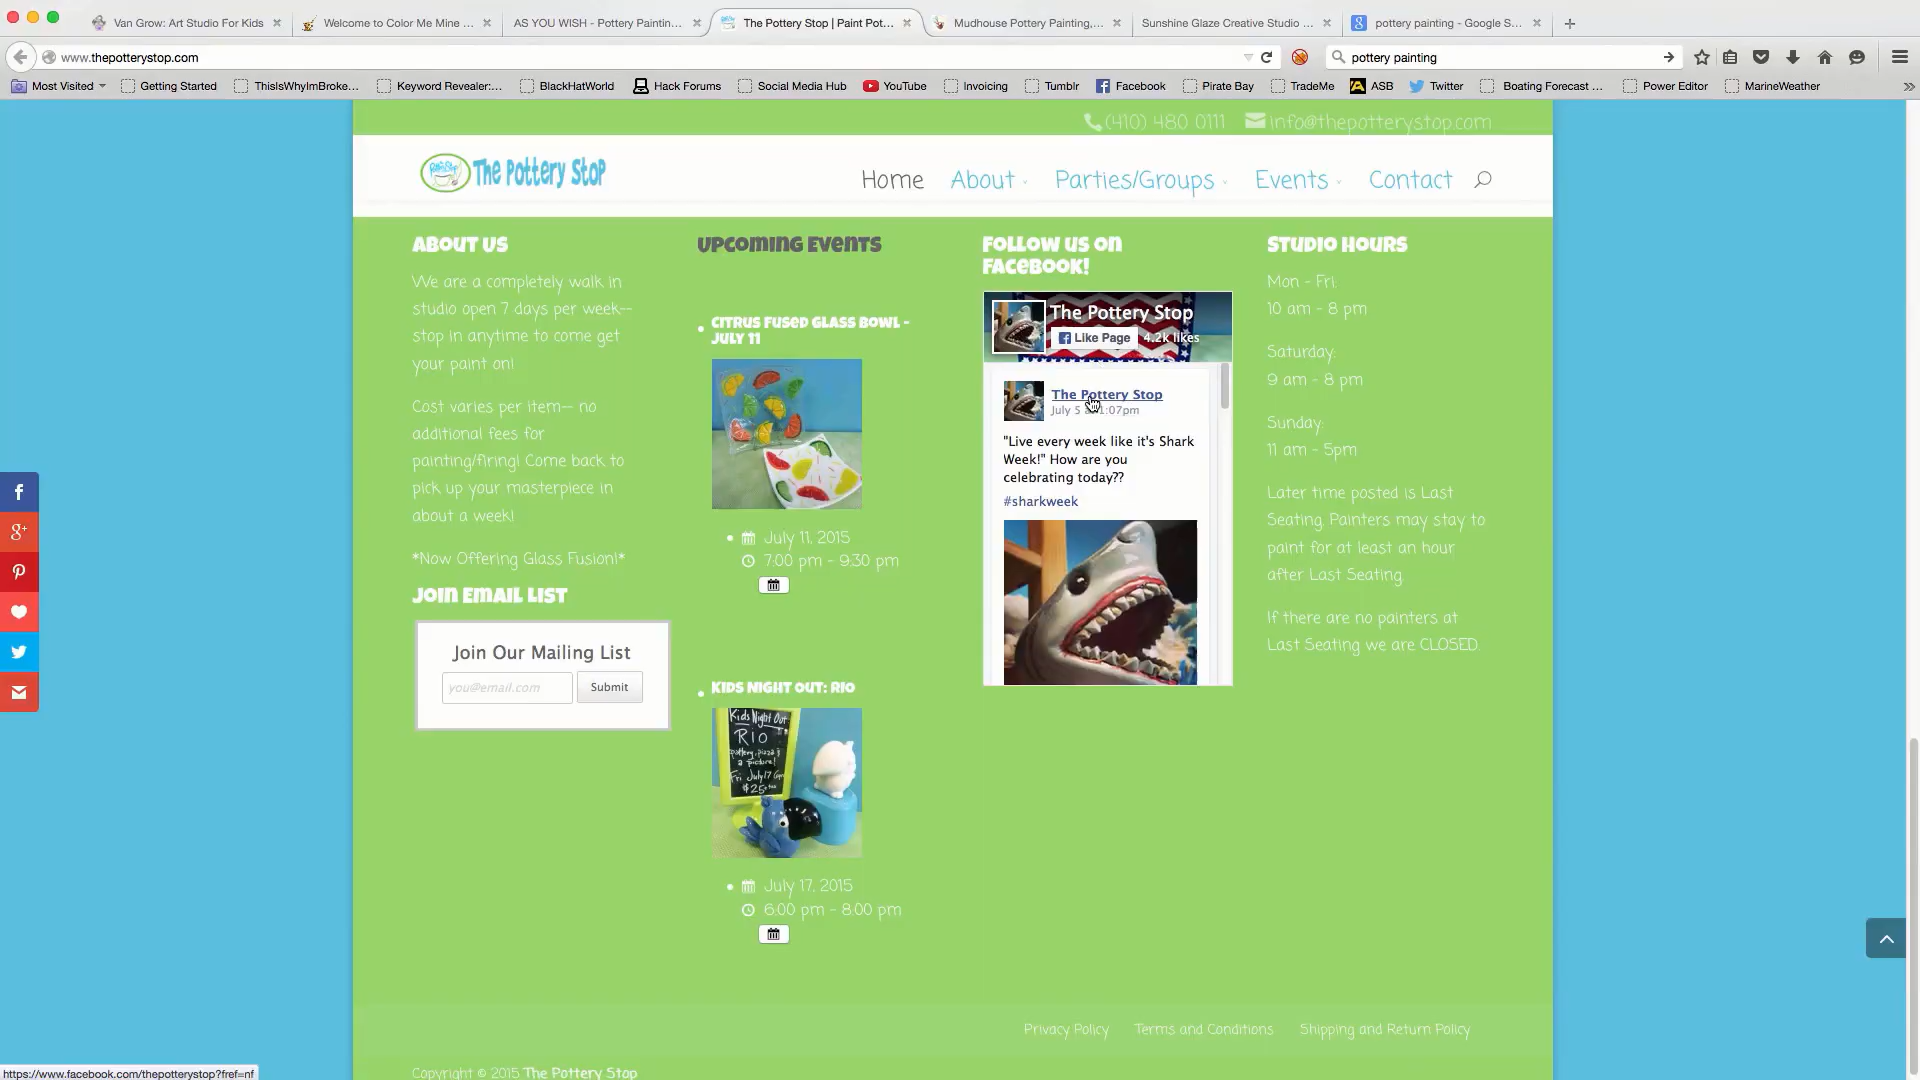 Van Grow: Art Studio For Kids
Welcome to Color Me Mine ...
AS YOU WISH - Pottery Paintin...
The Pottery Stop | Paint Pot...
Mudhouse Pottery Painting,...
Sunshine Glaze Creative Studio ...
pottery painting - Google S...
www.thepotterystop.com
pottery painting
Most Visited
Getting Started
ThisIsWhyImBroke...
Keyword Revealer:...
BlackHatWorld
Hack Forums
Social Media Hub
YouTube
Invoicing
Tumblr
Facebook
Pirate Bay
TradeMe
ASB
Twitter
Boating Forecast ...
Power Editor
MarineWeather
(410) 480 0111
info@thepotterystop.com
The Pottery Stop
Home
About
Parties/Groups
Events
Contact
About Us
We are a completely walk in
studio open 7 days per week--
stop in anytime to come get
your paint on!
Cost varies per item-- no
additional fees for
painting/firing! Come back to
pick up your masterpiece in
about a week!
*Now Offering Glass Fusion!*
Join Email List
Join Our Mailing List
you@email.com
Submit
Upcoming Events
Citrus Fused Glass Bowl -
July 11
July 11, 2015
7:00 pm - 9:30 pm
Kids Night Out: Rio
Kids Night Out:
Rio
pottery, pizza &
a picture!
Fri July 17
$25
July 17, 2015
6:00 pm - 8:00 pm
Follow us on
Facebook!
The Pottery Stop
Like Page
4.2k likes
The Pottery Stop
July 5 1:07pm
"Live every week like it's Shark
Week!" How are you
celebrating today??
#sharkweek
Studio Hours
Mon - Fri:
10 am - 8 pm
Saturday:
9 am - 8 pm
Sunday:
11 am - 5pm
Later time posted is Last
Seating. Painters may stay to
paint for at least an hour
after Last Seating.
If there are no painters at
Last Seating we are CLOSED.
Privacy Policy
Terms and Conditions
Shipping and Return Policy
https://www.facebook.com/thepotterystop?fref=nf
Copyright © 2015 The Pottery Stop